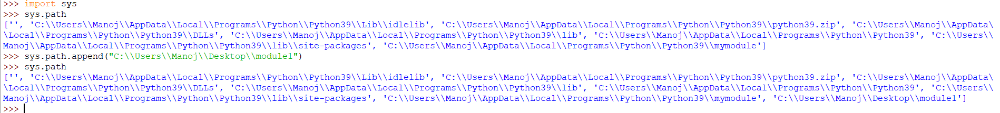 >>> import sys
>>> sys.path
['', 'C:\\Users\\Manoj\\AppData\\Local\\Programs\\Python\\Python39\\Lib\\idlelib', 'C:\\Users\\Manoj\\AppData\\Local\\Programs\\Python\\Python39\\python39.zip', 'C:\\Users\\Manoj\\AppData\
\Local\\Programs\\Python\\Python39\\DLLs', 'C:\\Users\\Manoj\\AppData\\Local\\Programs\\Python\\Python39\\lib', 'C:\\Users\\Manoj\\AppData\\Local\\Programs\\Python\\Python39', 'C:\\Users\\
Manoj\\AppData\\Local\\Programs\\Python\\Python39\\lib\\site-packages', 'C:\\Users\\Manoj\\AppData\\Local\\Programs\\Python\\Python39\\mymodule']
>>> sys.path.append("C:\\Users\\Manoj\\Desktop\\module1")
>>> sys.path
['', 'C:\\Users\\Manoj\\AppData\\Local\\Programs\\Python\\Python39\\Lib\\idlelib', 'C:\\Users\\Manoj\\AppData\\Local\\Programs\\Python\\Python39\\python39.zip', 'C:\\Users\\Manoj\\AppData\
\Local\\Programs\\Python\\Python39\\DLLs', 'C:\\Users\\Manoj\\AppData\\Local\\Programs\\Python\\Python39\\lib', 'C:\\Users\\Manoj\\AppData\\Local\\Programs\\Python\\Python39', 'C:\\Users\\
Manoj\\AppData\\Local\\Programs\\Python\\Python39\\lib\\site-packages', 'C:\\Users\\Manoj\\AppData\\Local\\Programs\\Python\\Python39\\mymodule', 'C:\\Users\\Manoj\\Desktop\\module1']
>>>